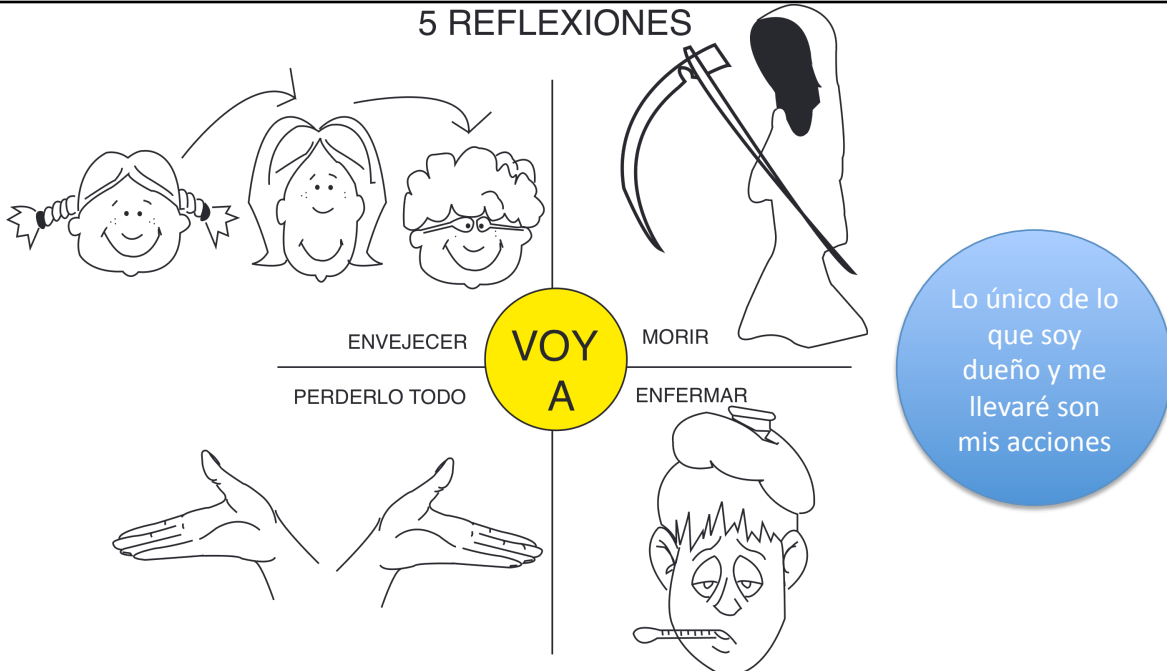 5 REFLEXIONES
ENVEJECER
VOY
A
MORIR
PERDERLO TODO
ENFERMAR
Lo único de lo
que soy
dueño y me
llevaré son
mis acciones